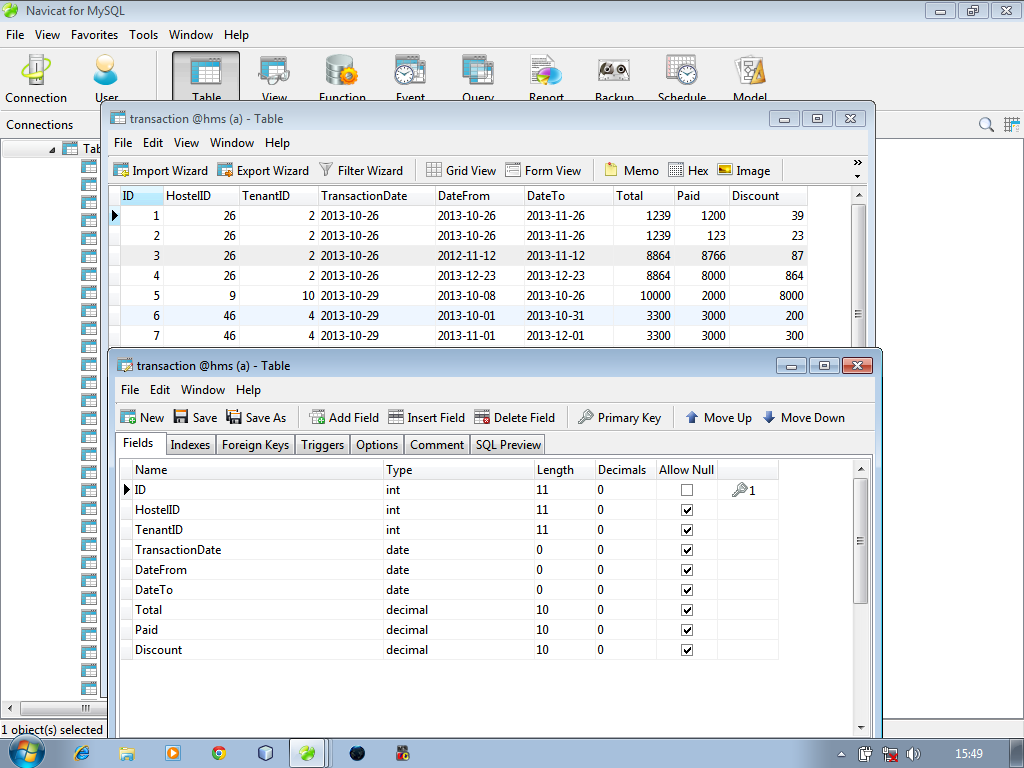 Navicat for MySQL
File View Favorites Tools Window Help
Connection User Table View Function Event Query Report Backup Schedule Model
Connections
Tab
transaction @hms (a) - Table
File Edit View Window Help
Import Wizard Export Wizard Filter Wizard Grid View Form View Memo Hex Image »
ID HostelID TenantID TransactionDate DateFrom DateTo Total Paid Discount
1 26 2 2013-10-26 2013-10-26 2013-11-26 1239 1200 39
2 26 2 2013-10-26 2013-10-26 2013-11-26 1239 123 23
3 26 2 2013-10-26 2012-11-12 2013-11-12 8864 8766 87
4 26 2 2013-10-26 2013-12-23 2013-12-23 8864 8000 864
5 9 10 2013-10-29 2013-10-08 2013-10-26 10000 2000 8000
6 46 4 2013-10-29 2013-10-01 2013-10-31 3300 3000 200
7 46 4 2013-10-29 2013-11-01 2013-12-01 3300 3000 300
transaction @hms (a) - Table
File Edit Window Help
New Save Save As Add Field Insert Field Delete Field Primary Key Move Up Move Down
Fields Indexes Foreign Keys Triggers Options Comment SQL Preview
Name Type Length Decimals Allow Null
ID int 11 0 1
HostelID int 11 0
TenantID int 11 0
TransactionDate date 0 0
DateFrom date 0 0
DateTo date 0 0
Total decimal 10 0
Paid decimal 10 0
Discount decimal 10 0
1 object(s) selected
15:49